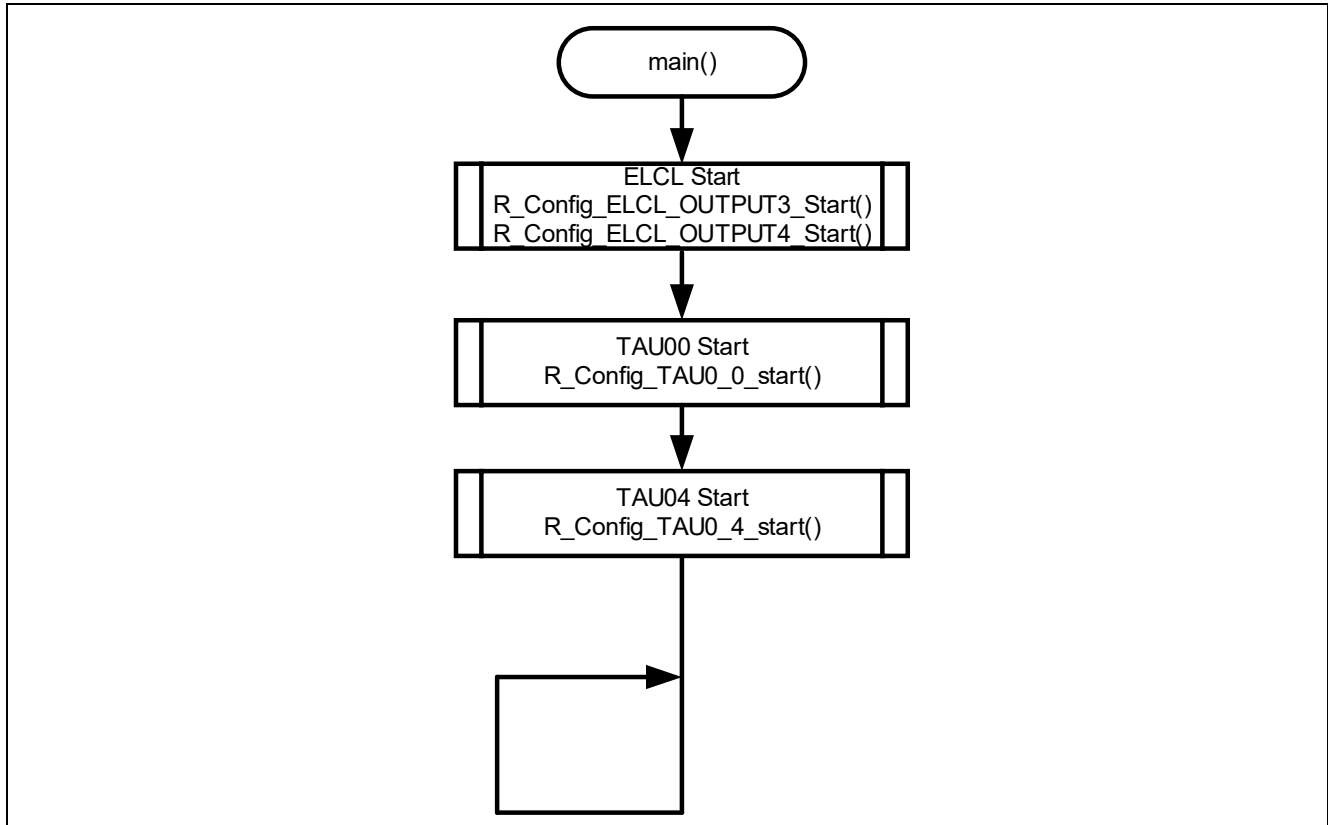 main()
ELCL Start
R_Config_ELCL_OUTPUT3_Start()
R_Config_ELCL_OUTPUT4_Start()
TAU00 Start
R_Config_TAU0_0_start()
TAU04 Start
R_Config_TAU0_4_start()